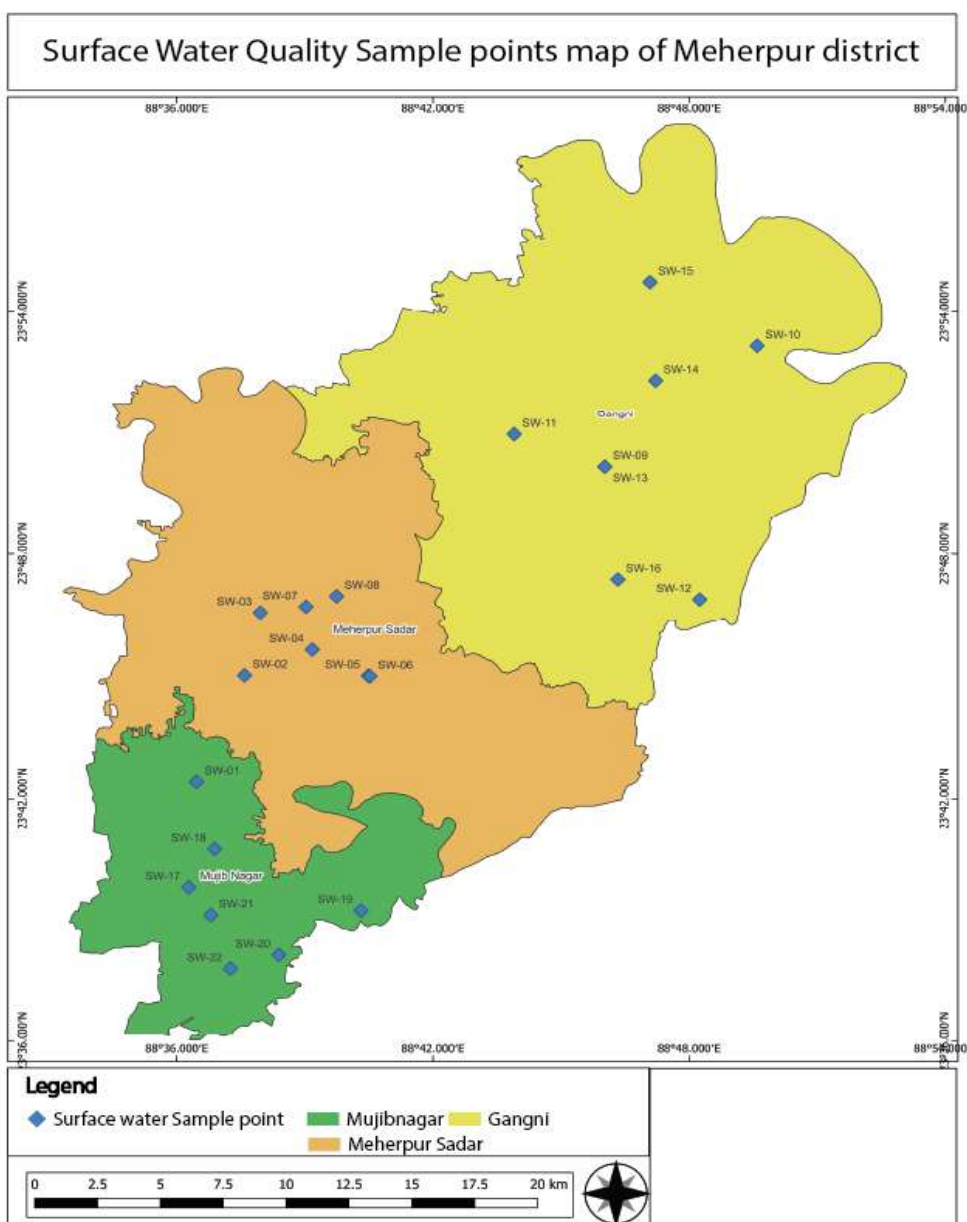 Surface Water Quality Sample points map of Meherpur district
88°36.000'E 88°42.000'E 88°48.000'E 88°54.000
SW-15
23°54.000'N 23°54.000'N
SW-10
SW-14
SW-11
SW-09
SW-13
23°48.000'N 23°48.000'N
SW-16
SW-12
SW-08
SW-07
SW-03
Meherpur Sadar
SW-04
SW-02 SW-05 SW-06
SW-01
23°42.000'N 23°42.000'N
SW-18
SW-17 Mujib Nagar
SW-21 SW-19
SW-20
SW-22
23°36.000'N
88°36.000'E 88°42.000'E 88°48.000'E
Legend
Surface water Sample point Mujibnagar Gangni
Meherpur Sadar
0 2.5 5 7.5 10 12.5 15 17.5 20 km